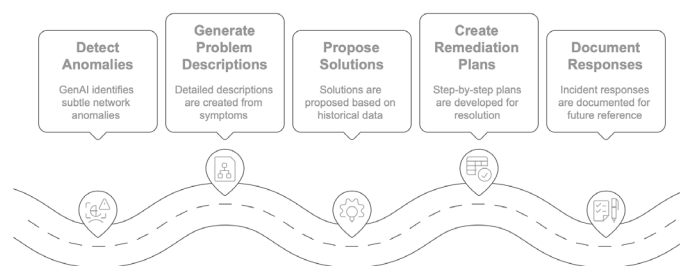 Detect
Anomalies
GenAI identifies
subtle network
anomalies
Generate
Problem
Descriptions
Detailed descriptions
are created from
symptoms
Propose
Solutions
Solutions are
proposed based on
historical data
Create
Remediation
Plans
Step-by-step plans
are developed for
resolution
Document
Responses
Incident responses
are documented for
future reference